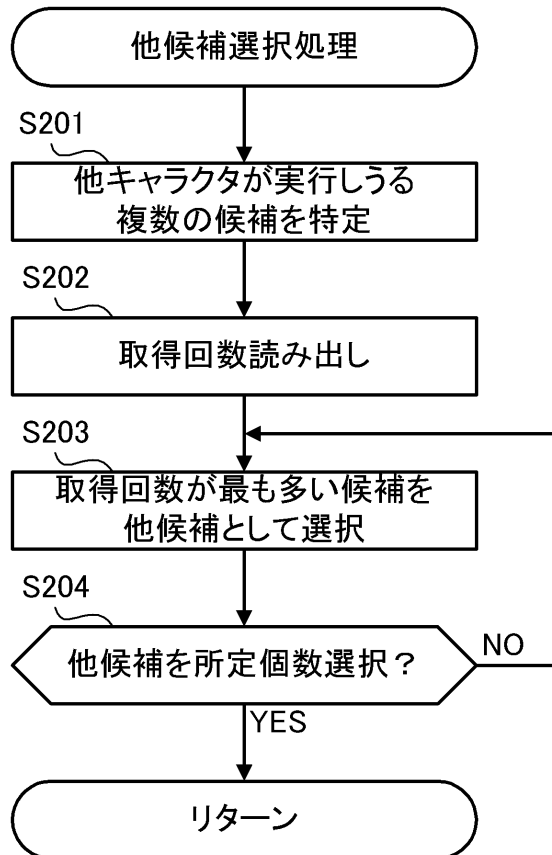 他候補選択処理
S201
他キャラクタが実行しうる
複数の候補を特定
S202
取得回数読み出し
S203
取得回数が最も多い候補を
他候補として選択
S204
他候補を所定個数選択？
NO
YES
リターン